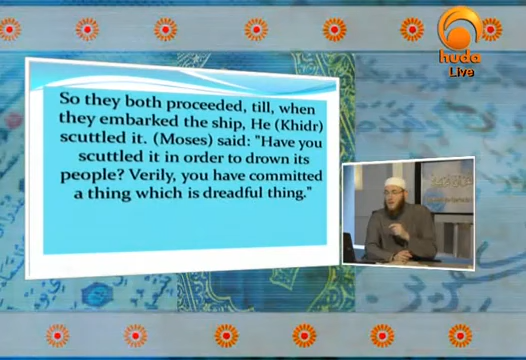 huda
Live
So they both proceeded, till, when
they embarked the ship, He (Khidr)
scuttled it. (Moses) said: "Have you
scuttled it in order to drown its
people? Verily, you have committed
a thing which is dreadful thing."